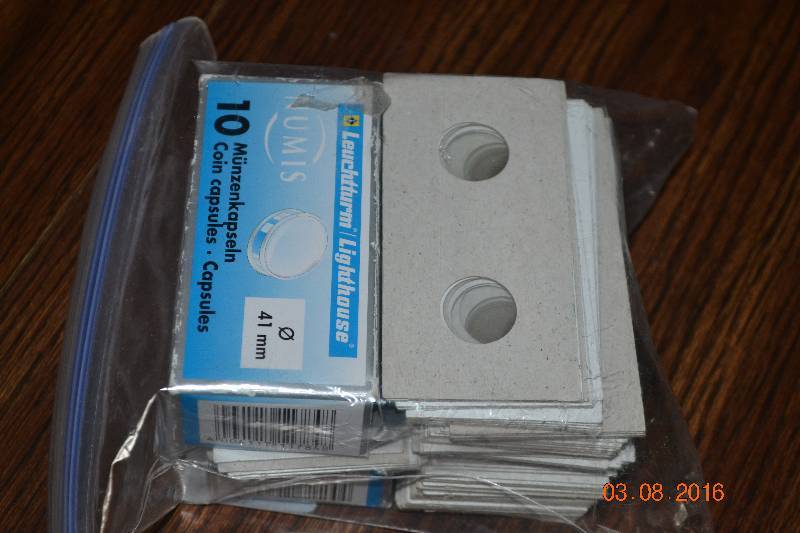 Leuchtturm® | Lighthouse®
NUMIS
10 Münzenkapseln
Coin capsules • Capsules
Ø
41 mm
03.08.2016